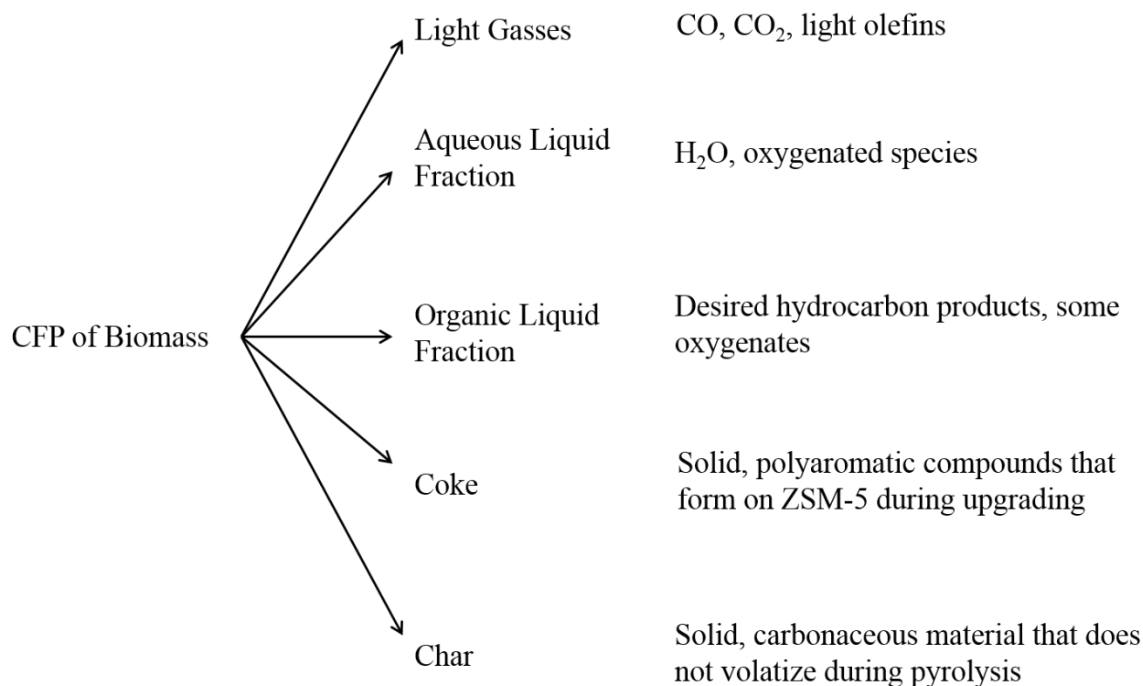 Light Gasses
CO, CO₂, light olefins
Aqueous Liquid
Fraction
H₂O, oxygenated species
CFP of Biomass
Organic Liquid
Fraction
Desired hydrocarbon products, some
oxygenates
Coke
Solid, polyaromatic compounds that
form on ZSM-5 during upgrading
Char
Solid, carbonaceous material that does
not volatize during pyrolysis